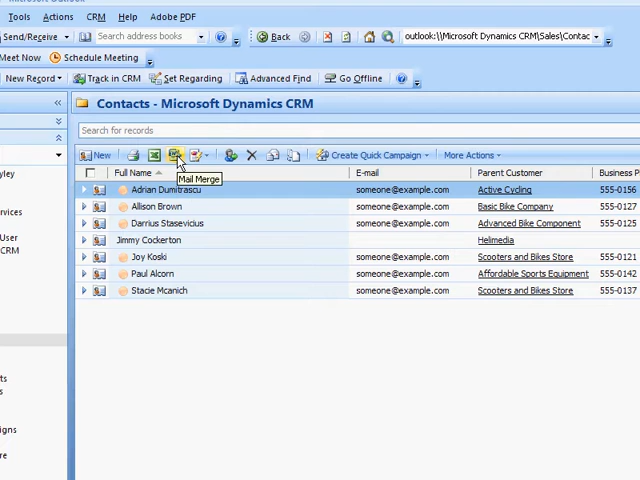 Tools Actions CRM Help Adobe PDF
Send/Receive Search address books Back outlook:\\Microsoft Dynamics CRM\Sales\Contac
Meet Now Schedule Meeting
New Record Track in CRM Set Regarding Advanced Find Go Offline
Contacts - Microsoft Dynamics CRM
Search for records
New Create Quick Campaign More Actions
Mail Merge
Full Name E-mail Parent Customer Business P
Adrian Dumitrascu someone@example.com Active Cycling 555-0156
Allison Brown someone@example.com Basic Bike Company 555-0127
Darrius Stasevicius someone@example.com Advanced Bike Component 555-0125
Jimmy Cockerton Helimedia
Joy Koski someone@example.com Scooters and Bikes Store 555-0121
Paul Alcorn someone@example.com Affordable Sports Equipment 555-0142
Stacie Mcanich someone@example.com Scooters and Bikes Store 555-0137
yley
rvices
User
CRM
ts
igns
re